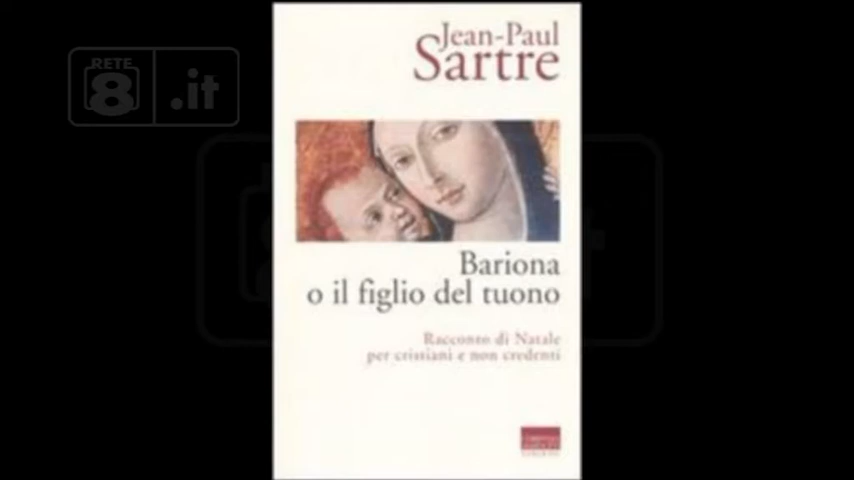 RETE
8 .it
Jean-Paul
Sartre
Bariona
o il figlio del tuono
Racconto di Natale
per cristiani e non credenti